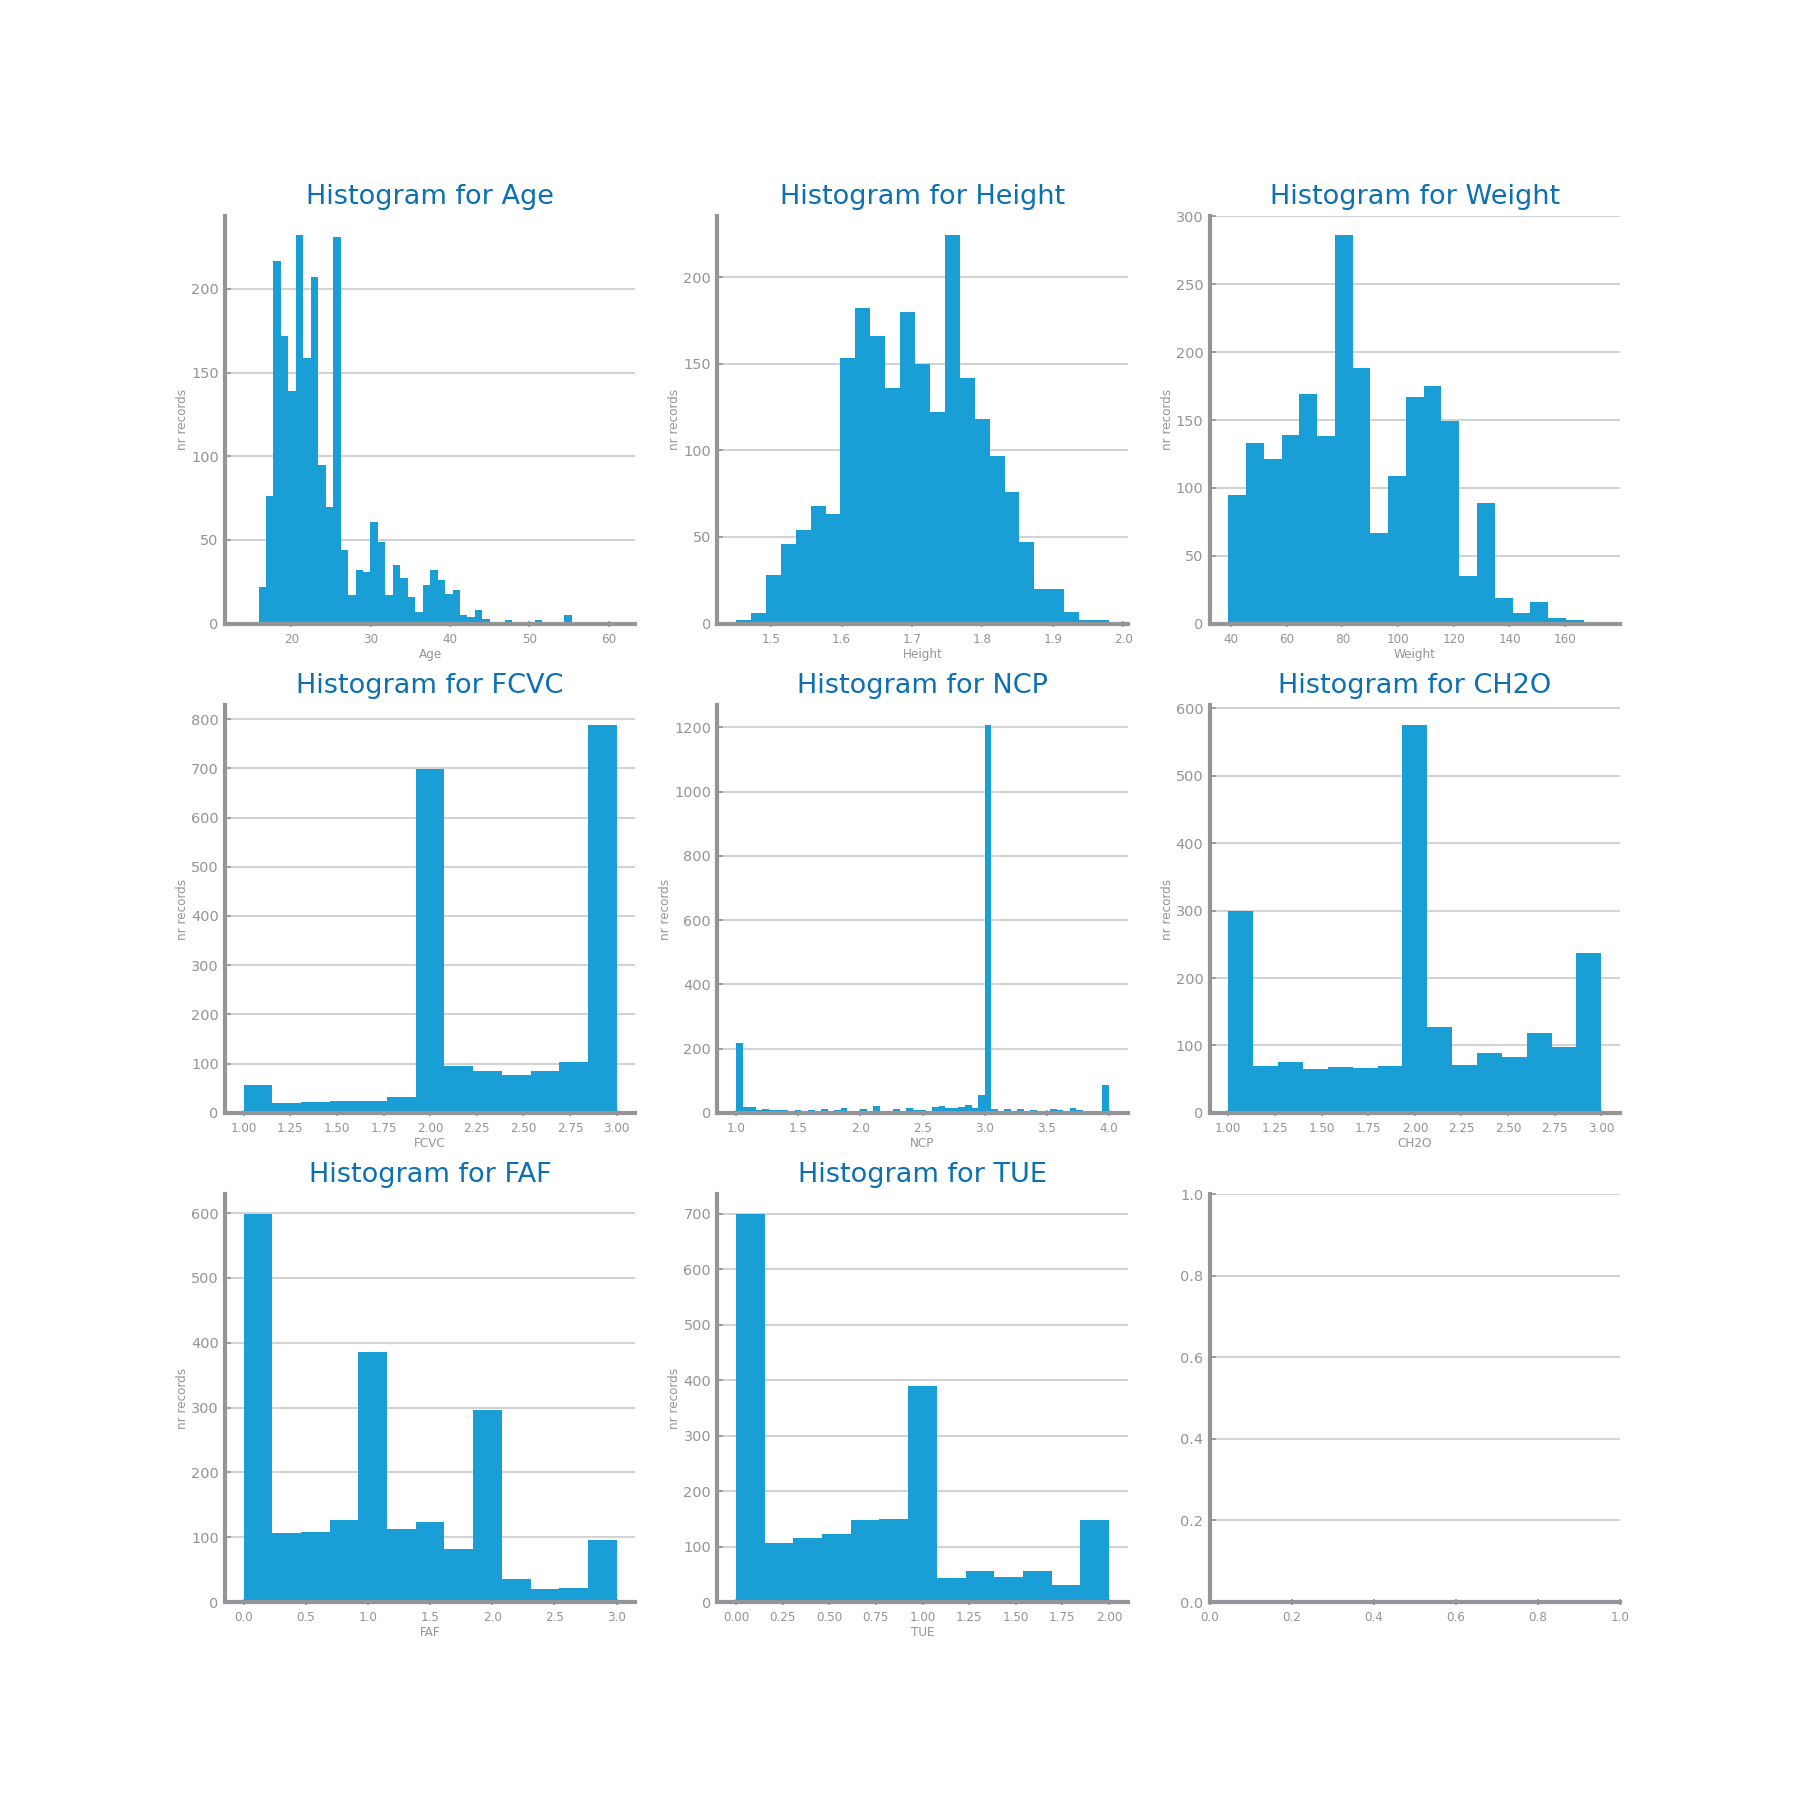 Histogram for Age
200
150
100
50
0
nr records
20 30 40 50 60
Age
Histogram for Height
200
150
100
50
0
nr records
1.5 1.6 1.7 1.8 1.9 2.0
Height
Histogram for Weight
300
250
200
150
100
50
0
nr records
40 60 80 100 120 140 160
Weight
Histogram for FCVC
800
700
600
500
400
300
200
100
0
nr records
1.00 1.25 1.50 1.75 2.00 2.25 2.50 2.75 3.00
FCVC
Histogram for NCP
1200
1000
800
600
400
200
0
nr records
1.0 1.5 2.0 2.5 3.0 3.5 4.0
NCP
Histogram for CH2O
600
500
400
300
200
100
0
nr records
1.00 1.25 1.50 1.75 2.00 2.25 2.50 2.75 3.00
CH2O
Histogram for FAF
600
500
400
300
200
100
0
nr records
0.0 0.5 1.0 1.5 2.0 2.5 3.0
FAF
Histogram for TUE
700
600
500
400
300
200
100
0
nr records
0.00 0.25 0.50 0.75 1.00 1.25 1.50 1.75 2.00
TUE
1.0
0.8
0.6
0.4
0.2
0.0
0.0 0.2 0.4 0.6 0.8 1.0